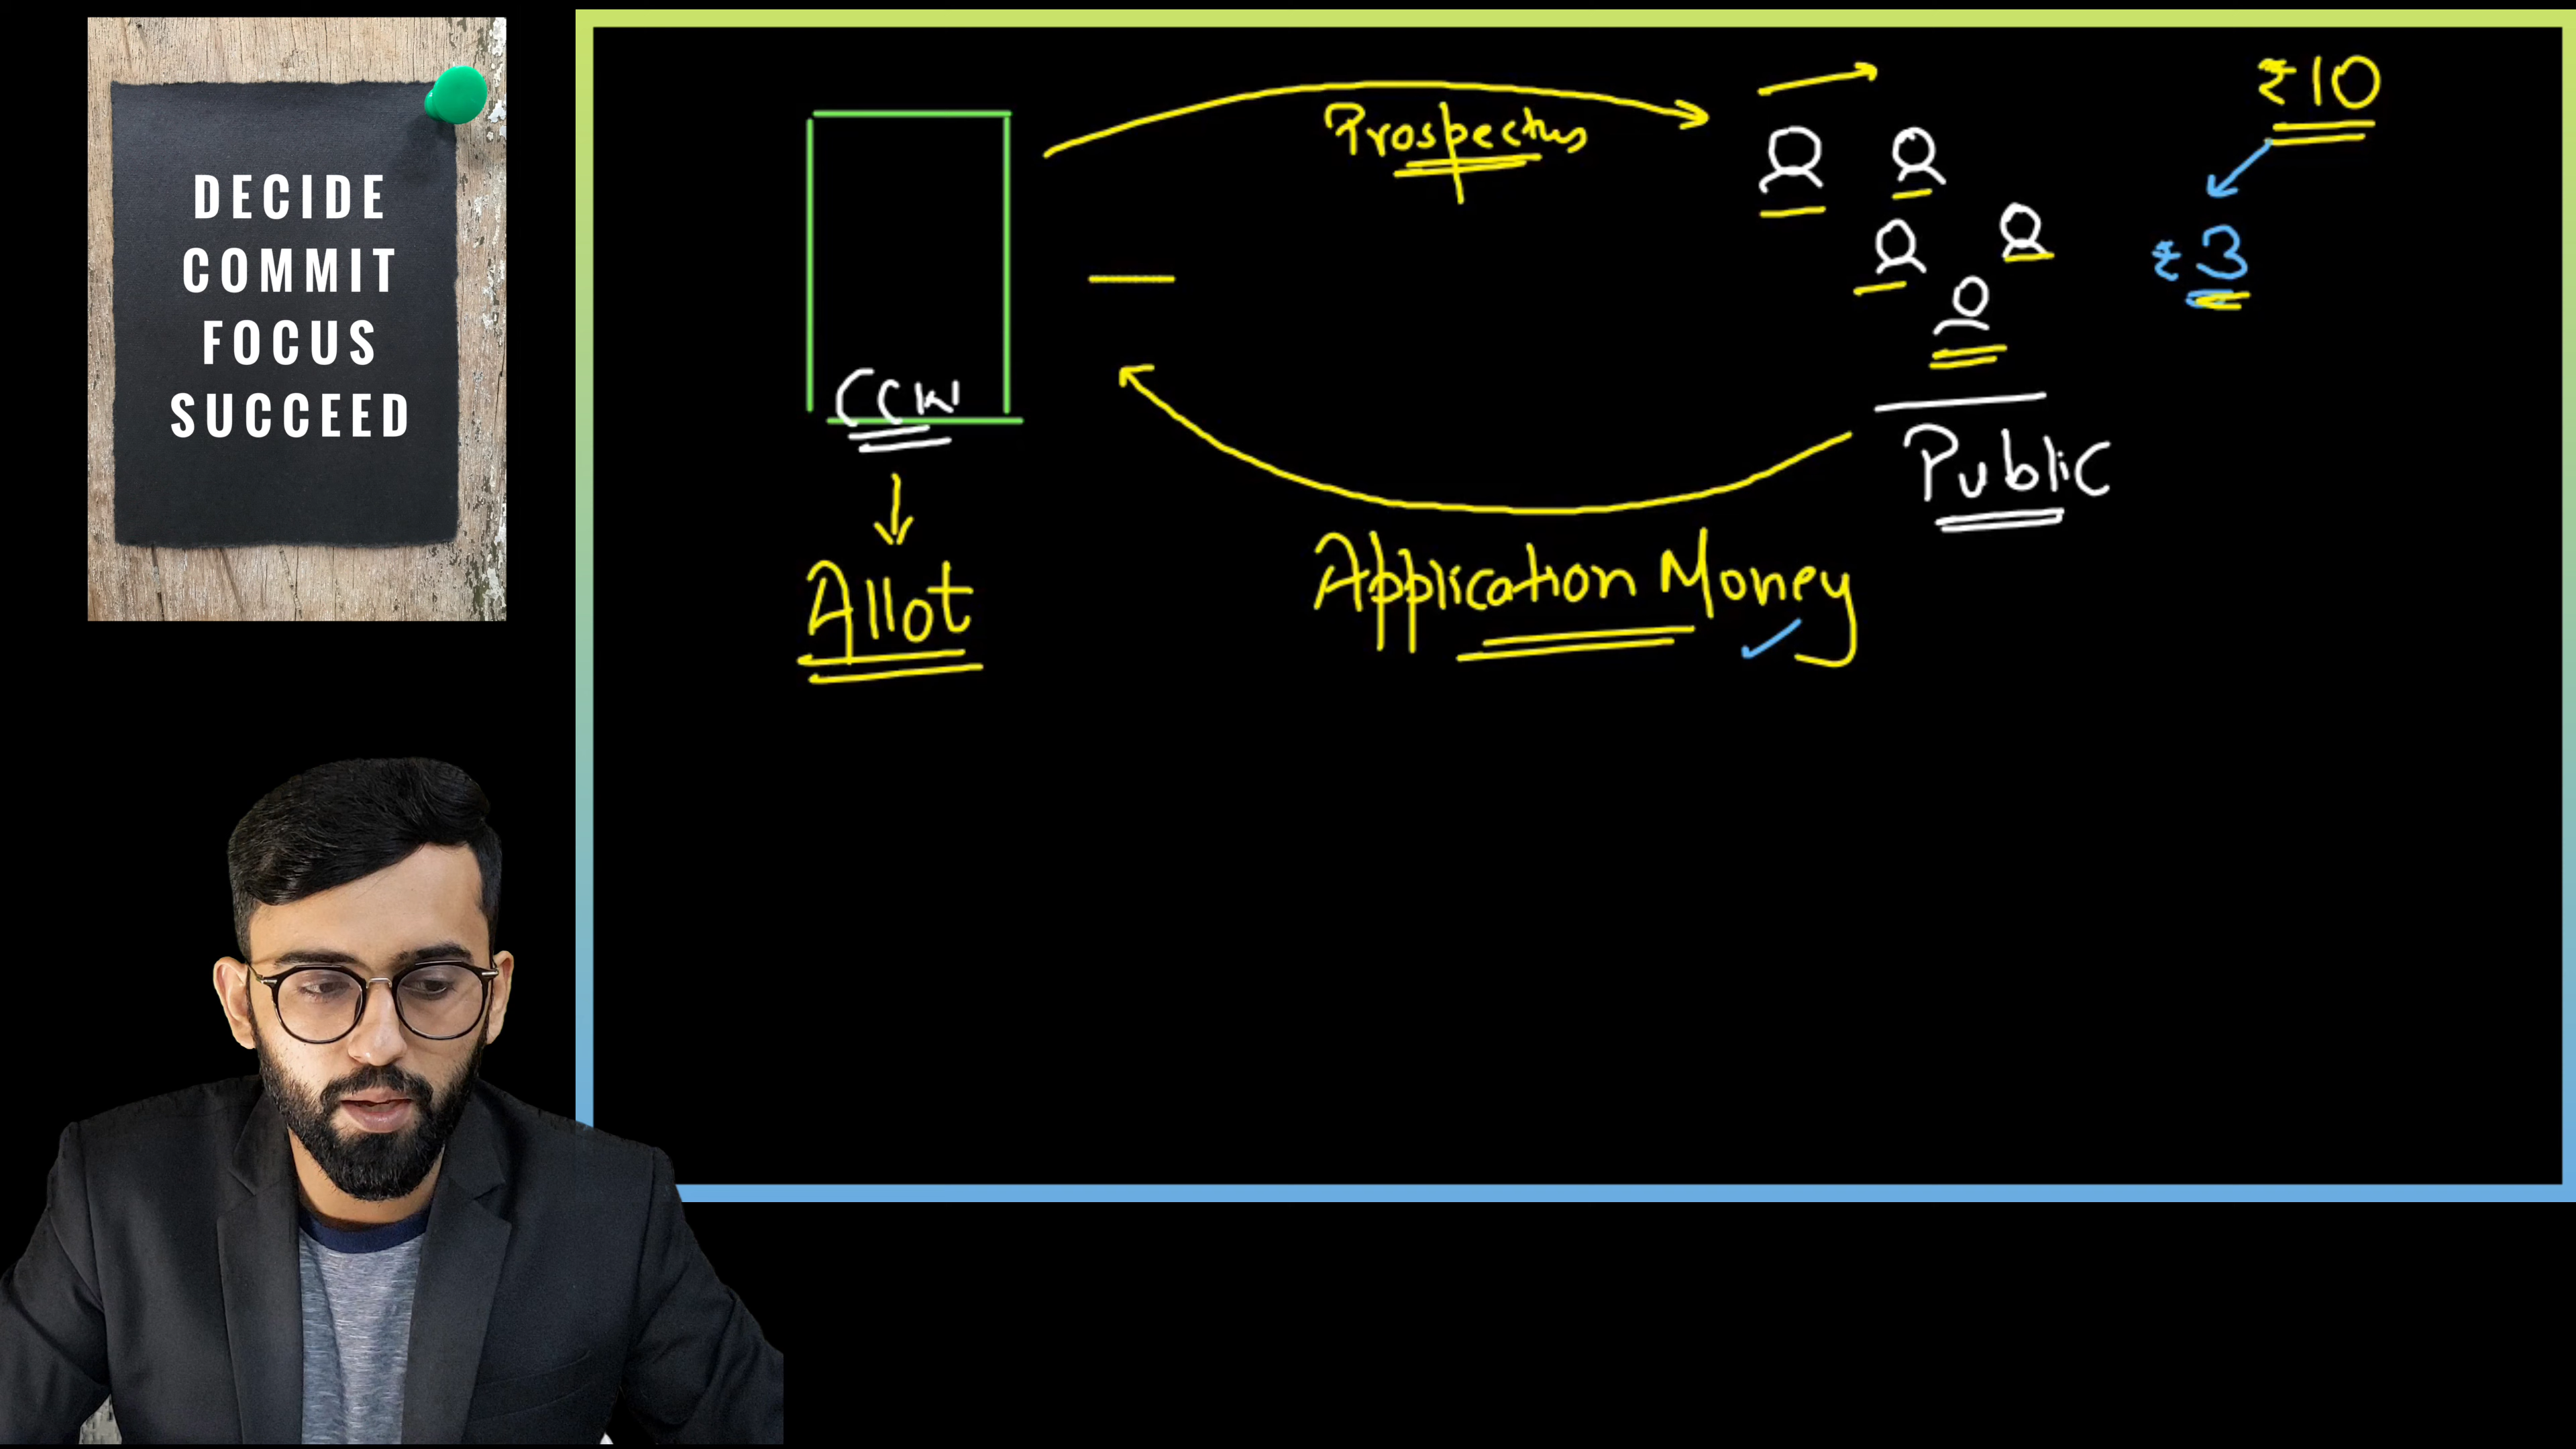 DECIDE
COMMIT
FOCUS
SUCCEED
₹10
Prospectus
₹3
CCW
Public
Application Money
Allot